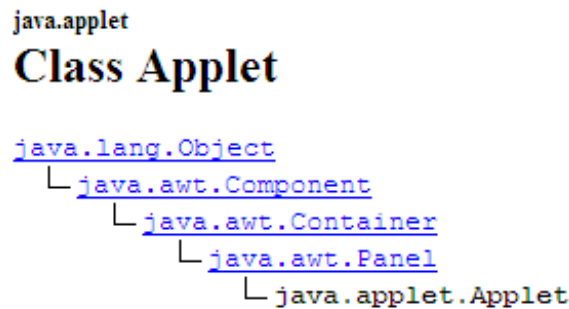 java.applet
Class Applet
java.lang.Object
java.awt.Component
java.awt.Container
java.awt.Panel
java.applet.Applet